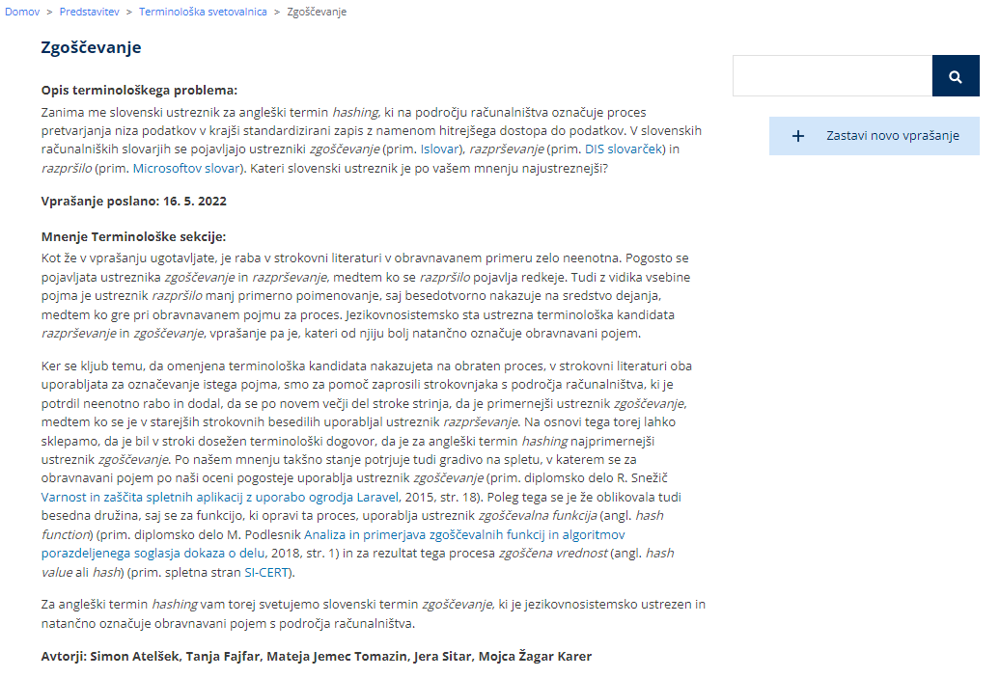 Domov > Predstavitev > Terminološka svetovalnica > Zgoščevanje
Zgoščevanje
Opis terminološkega problema:
Zanima me slovenski ustreznik za angleški termin hashing, ki na področju računalništva označuje proces
pretvarjanja niza podatkov v krajši standardizirani zapis z namenom hitrejšega dostopa do podatkov. V slovenskih
računalniških slovarjih se pojavljajo ustrezniki zgoščevanje (prim. Islovar), razprševanje (prim. DIS slovarček) in
razpršilo (prim. Microsoftov slovar). Kateri slovenski ustreznik je po vašem mnenju najustreznejši?
Vprašanje poslano: 16. 5. 2022
Mnenje Terminološke sekcije:
Kot že v vprašanju ugotavljate, je raba v strokovni literaturi v obravnavanem primeru zelo neenotna. Pogosto se
pojavljata ustreznika zgoščevanje in razprševanje, medtem ko se razpršilo pojavlja redkeje. Tudi z vidika vsebine
pojma je ustreznik razpršilo manj primerno poimenovanje, saj besedotvorno nakazuje na sredstvo dejanja,
medtem ko gre pri obravnavanem pojmu za proces. Jezikovnosistemsko sta ustrezna terminološka kandidata
razprševanje in zgoščevanje, vprašanje pa je, kateri od njiju bolj natančno označuje obravnavani pojem.
Ker se kljub temu, da omenjena terminološka kandidata nakazujeta na obraten proces, v strokovni literaturi oba
uporabljata za označevanje istega pojma, smo za pomoč zaprosili strokovnjaka s področja računalništva, ki je
potrdil neenotno rabo in dodal, da se po novem večji del stroke strinja, da je primernejši ustreznik zgoščevanje,
medtem ko se je v starejših strokovnih besedilih uporabljal ustreznik razprševanje. Na osnovi tega torej lahko
sklepamo, da je bil v stroki dosežen terminološki dogovor, da je za angleški termin hashing najprimernejši
ustreznik zgoščevanje. Po našem mnenju takšno stanje potrjuje tudi gradivo na spletu, v katerem se za
obravnavani pojem po naši oceni pogosteje uporablja ustreznik zgoščevanje (prim. diplomsko delo R. Snežič
Varnost in zaščita spletnih aplikacij z uporabo ogrodja Laravel, 2015, str. 18). Poleg tega se je že oblikovala tudi
besedna družina, saj se za funkcijo, ki opravi ta proces, uporablja ustreznik zgoščevalna funkcija (angl. hash
function) (prim. diplomsko delo M. Podlesnik Analiza in primerjava zgoščevalnih funkcij in algoritmov
porazdeljenega soglasja dokaza o delu, 2018, str. 1) in za rezultat tega procesa zgoščena vrednost (angl. hash
value ali hash) (prim. spletna stran SI-CERT).
Za angleški termin hashing vam torej svetujemo slovenski termin zgoščevanje, ki je jezikovnosistemsko ustrezen in
natančno označuje obravnavani pojem s področja računalništva.
Avtorji: Simon Atelšek, Tanja Fajfar, Mateja Jemec Tomazin, Jera Sitar, Mojca Žagar Karer
+ Zastavi novo vprašanje